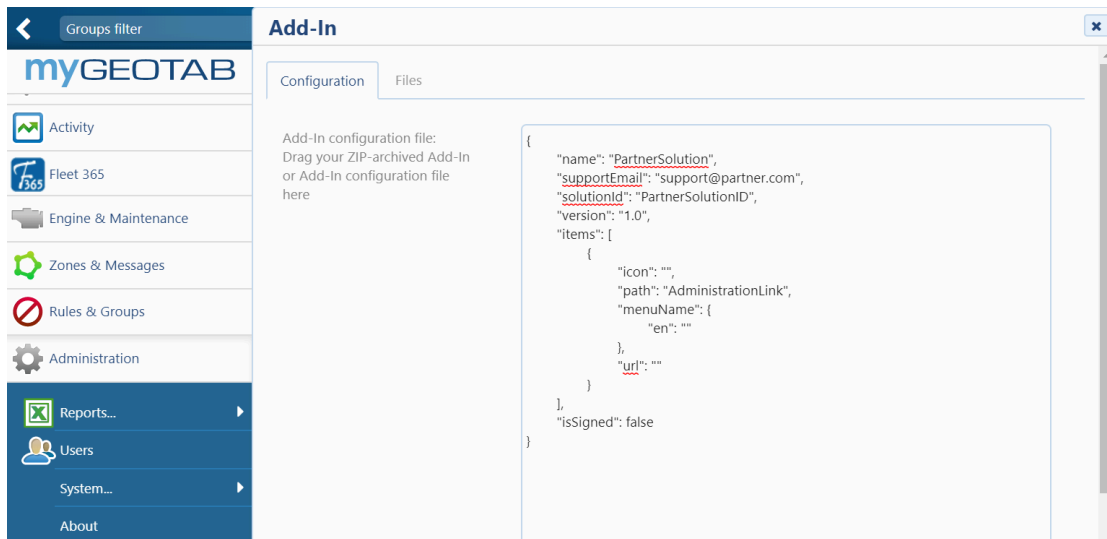 Groups filter
Add-In
myGEOTAB
Configuration
Files
Activity
Fleet 365
Engine & Maintenance
Zones & Messages
Rules & Groups
Administration
Reports...
Users
System...
About
Add-In configuration file:
Drag your ZIP-archived Add-In
or Add-In configuration file
here
{
"name": "PartnerSolution",
"supportEmail": "support@partner.com",
"solutionId": "PartnerSolutionID",
"version": "1.0",
"items": [
{
"icon": "",
"path": "AdministrationLink",
"menuName": {
"en": ""
},
"url": ""
}
],
"isSigned": false
}